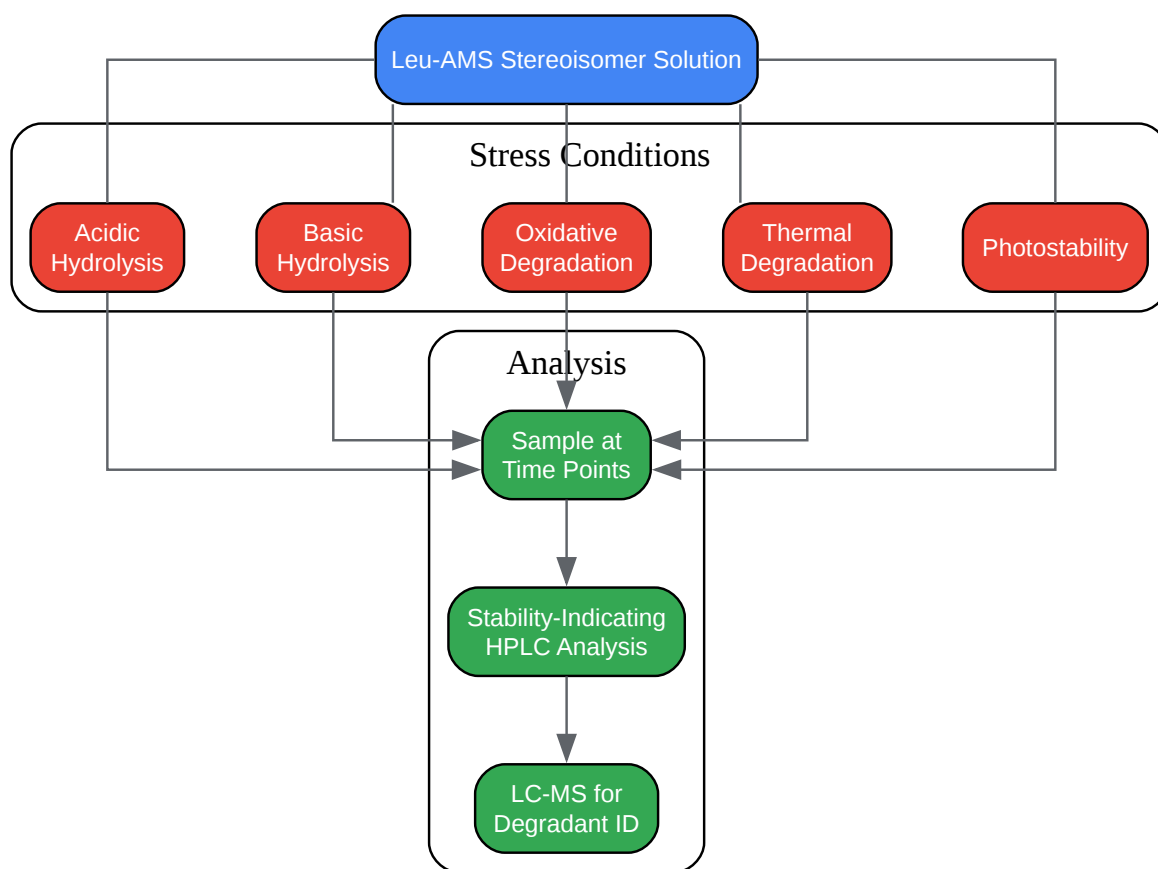 Leu-AMS Stereoisomer Solution
Stress Conditions
Acidic
Hydrolysis
Basic
Hydrolysis
Oxidative
Degradation
Thermal
Degradation
Photostability
Analysis
Sample at
Time Points
Stability-Indicating
HPLC Analysis
LC-MS for
Degradant ID